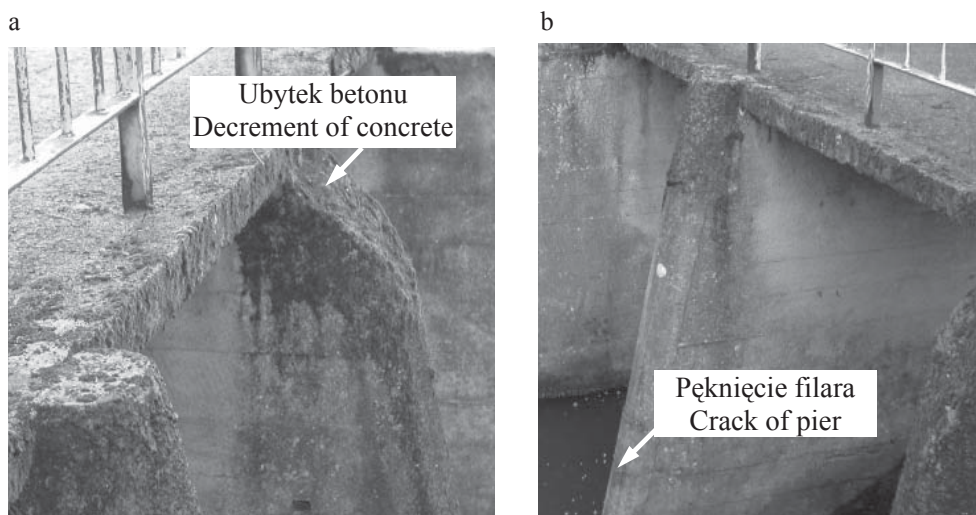 a
b
Ubytek betonu
Decrement of concrete
Pęknięcie filara
Crack of pier